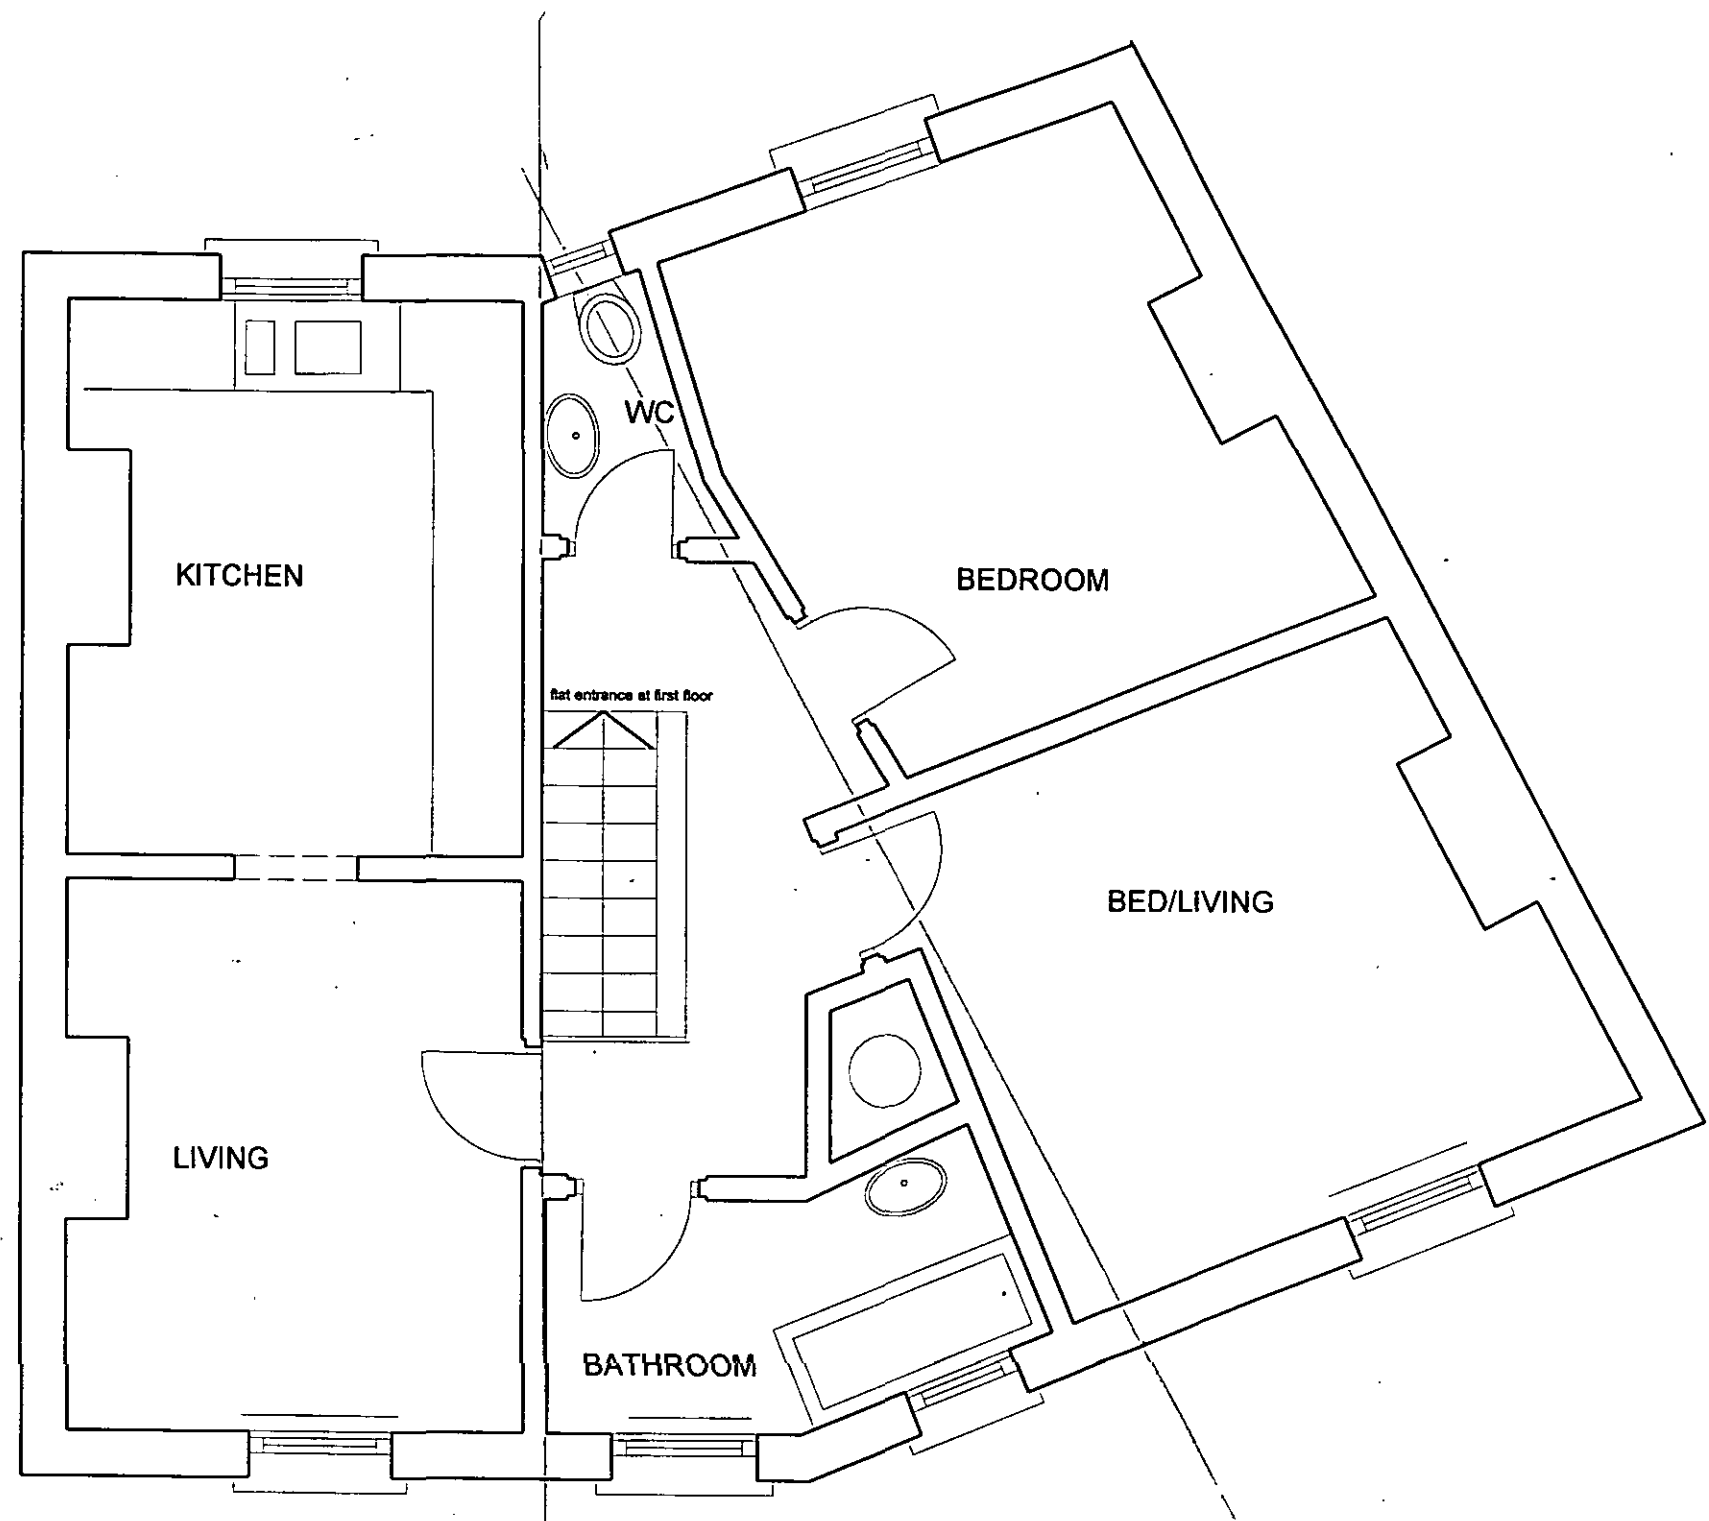 WC
KITCHEN
BEDROOM
flat entrance at first floor
BED/LIVING
LIVING
BATHROOM